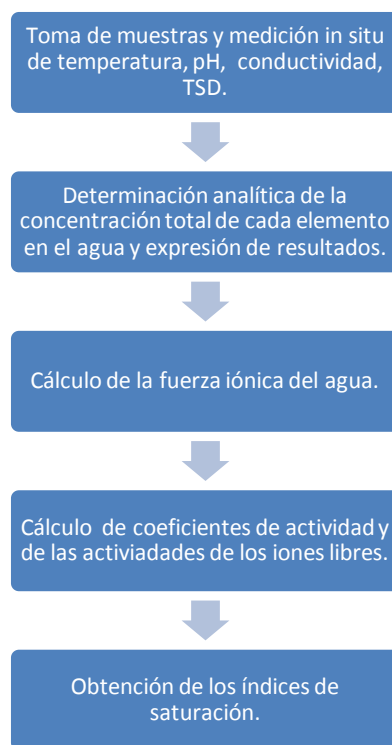 Toma de muestras y medición in situ
de temperatura, pH, conductividad,
TSD.
Determinación analítica de la
concentración total de cada elemento
en el agua y expresión de resultados.
Cálculo de la fuerza iónica del agua.
Cálculo de coeficientes de actividad y
de las activiadades de los iones libres.
Obtención de los índices de
saturación.